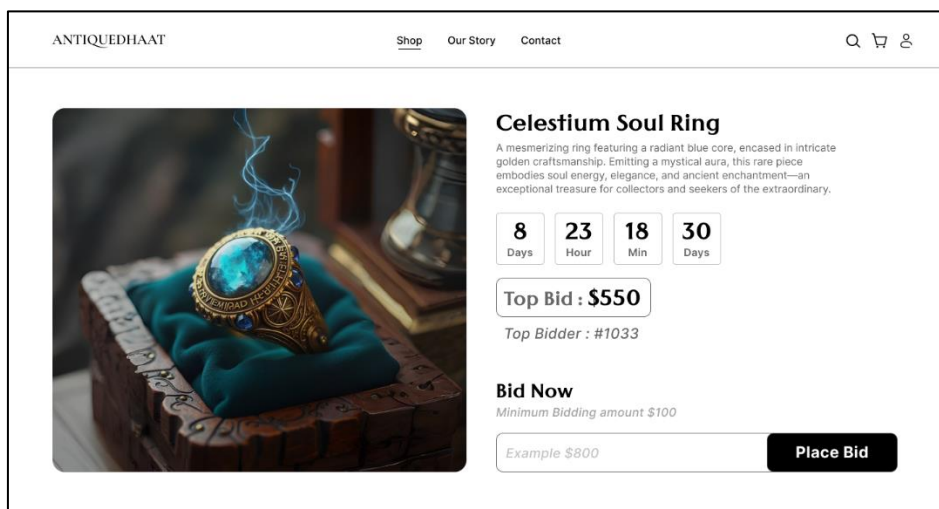 ANTIQUEDHAAT
Shop Our Story Contact
Celestium Soul Ring
A mesmerizing ring featuring a radiant blue core, encased in intricate
golden craftsmanship. Emitting a mystical aura, this rare piece
embodies soul energy, elegance, and ancient enchantment—an
exceptional treasure for collectors and seekers of the extraordinary.
8 23 18 30
Days Hour Min Days
Top Bid : $550
Top Bidder : #1033
Bid Now
Minimum Bidding amount $100
Example $800 Place Bid